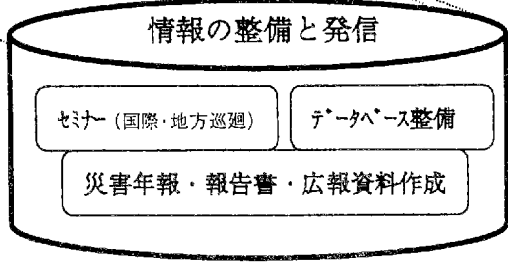 情報の整備と発信
ｾﾐﾅｰ (国際･地方巡廻)
ﾃﾞｰﾀﾍﾞｰｽ整備
災害年報・報告書・広報資料作成